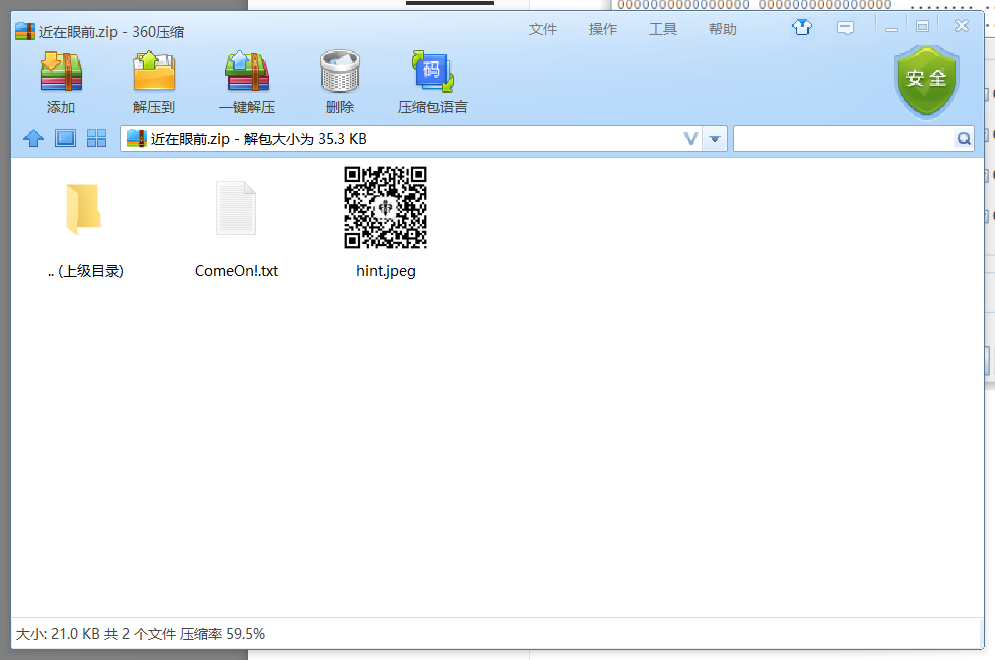 0000000000000000 0000000000000000 ........
近在眼前.zip - 360压缩
文件 操作 工具 帮助
添加 解压到 一键解压 删除 码 压缩包语言
安全
近在眼前.zip - 解包大小为 35.3 KB
.. (上级目录) ComeOn!.txt hint.jpeg
大小: 21.0 KB 共 2 个文件 压缩率 59.5%